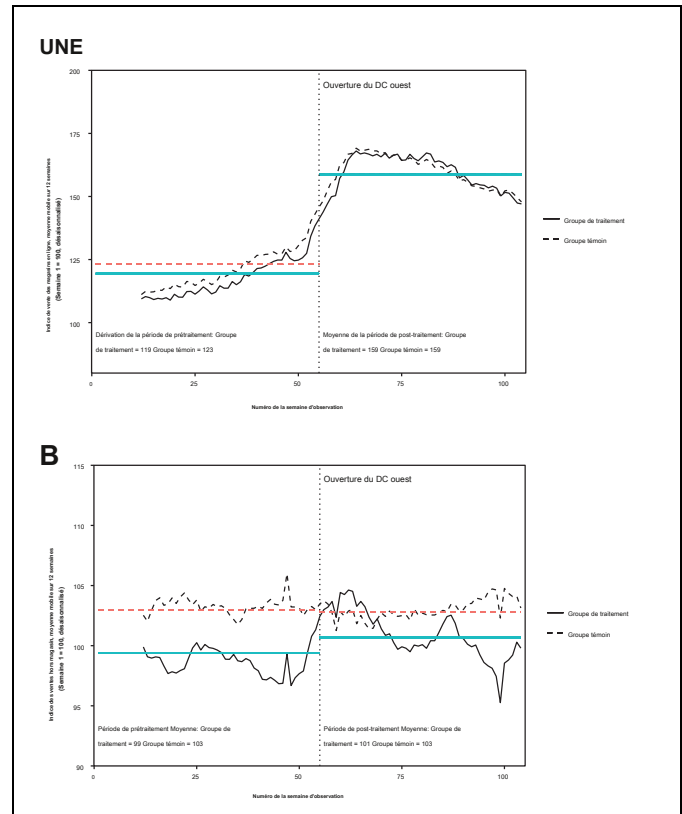 UNE
200
175
150
125
100
0
25
50
75
100
Indice de vente des magasins en ligne, moyenne mobile sur 12 semaines
(Semaine 1 = 100, désaisonnalisé)
Ouverture du DC ouest
Groupe de traitement
Groupe témoin
Dérivation de la période de prétraitement: Groupe
de traitement = 119 Groupe témoin = 123
Moyenne de la période de post-traitement: Groupe
de traitement = 159 Groupe témoin = 159
Numéro de la semaine d'observation
B
115
110
105
100
95
90
0
25
50
75
100
Indice des ventes hors magasin, moyenne mobile sur 12 semaines
(Semaine 1 = 100, désaisonnalisé)
Ouverture du DC ouest
Groupe de traitement
Groupe témoin
Période de prétraitement Moyenne: Groupe de
traitement = 99 Groupe témoin = 103
Période de post-traitement Moyenne: Groupe de
traitement = 101 Groupe témoin = 103
Numéro de la semaine d'observation